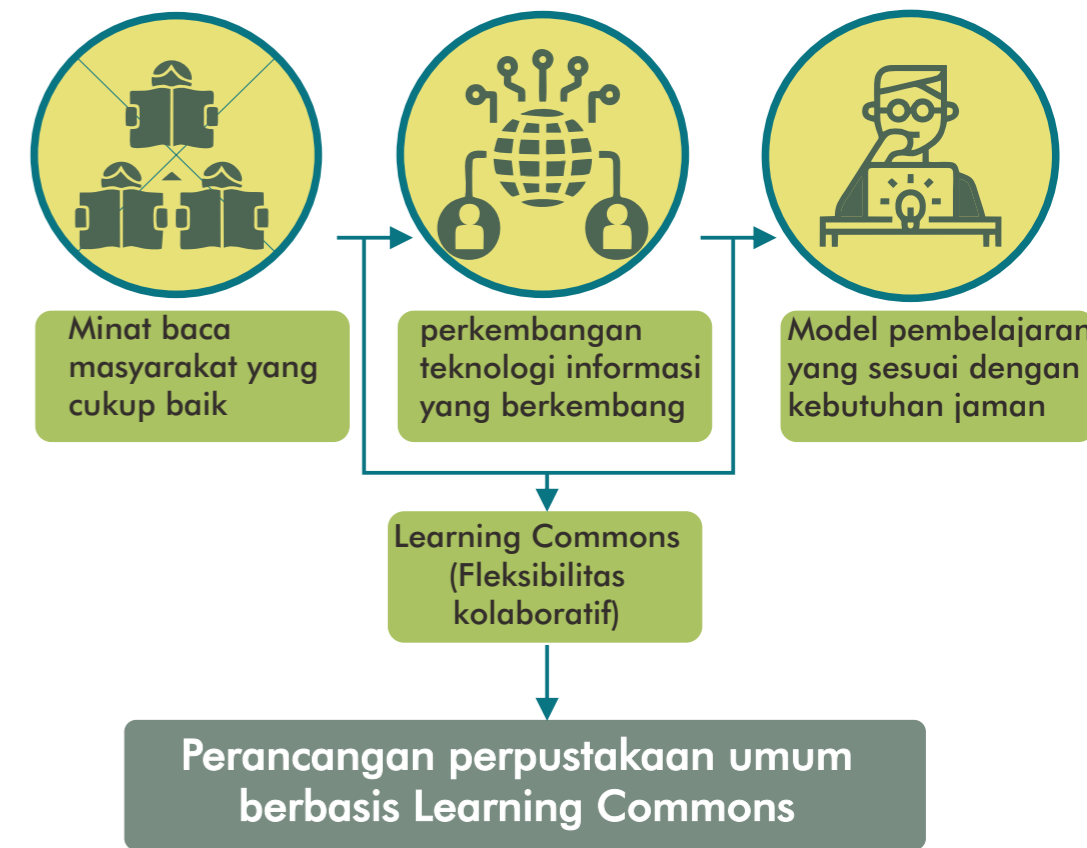 Minat baca
masyarakat yang
cukup baik
perkembangan
teknologi informasi
yang berkembang
Model pembelajaran
yang sesuai dengan
kebutuhan jaman
Learning Commons
(Fleksibilitas
kolaboratif)
Perancangan perpustakaan umum
berbasis Learning Commons